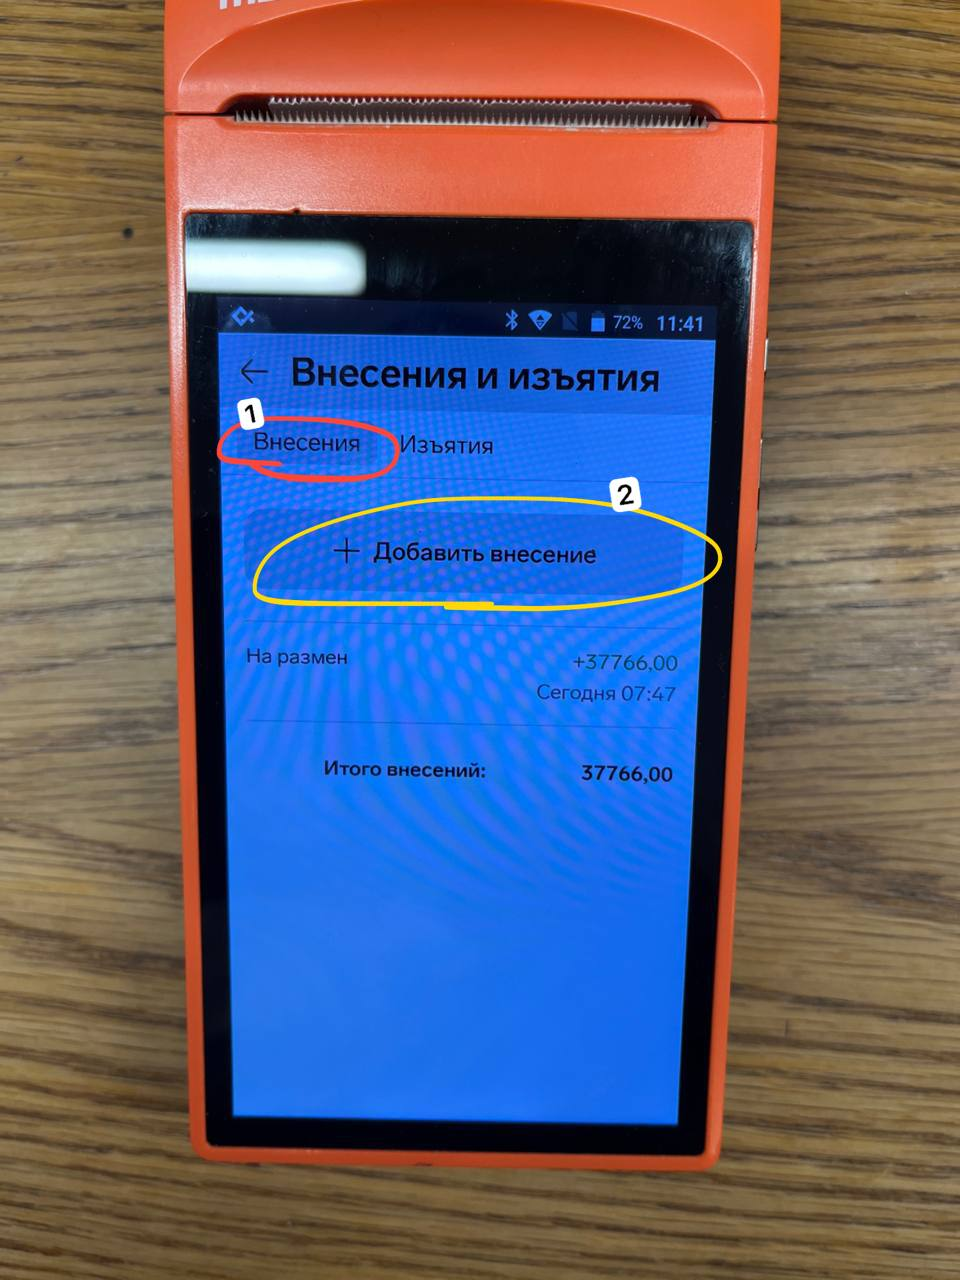 72% 11:41
Внесения и изъятия
1
Внесения Изъятия
2
+ Добавить внесение
На размен +37766,00
Сегодня 07:47
Итого внесений: 37766,00